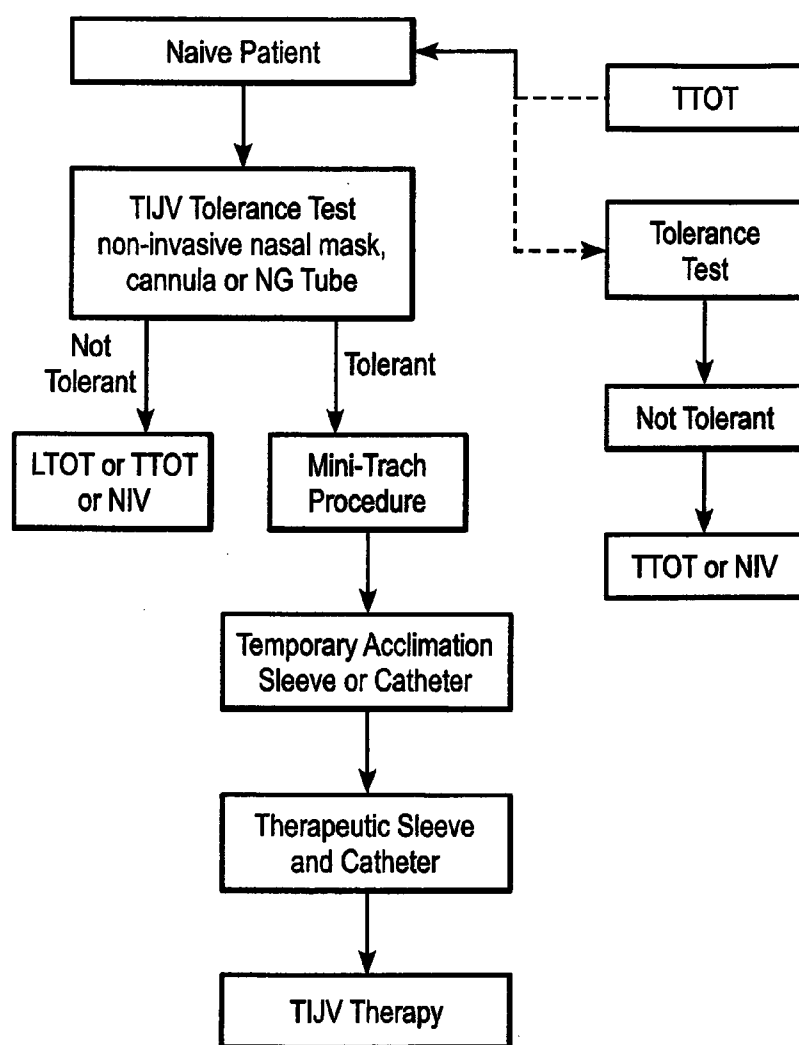 Naive Patient
TTOT
TIJV Tolerance Test
non-invasive nasal mask,
cannula or NG Tube
Tolerance
Test
Not
Tolerant
Tolerant
Not Tolerant
LTOT or TTOT
or NIV
Mini-Trach
Procedure
TTOT or NIV
Temporary Acclimation
Sleeve or Catheter
Therapeutic Sleeve
and Catheter
TIJV Therapy